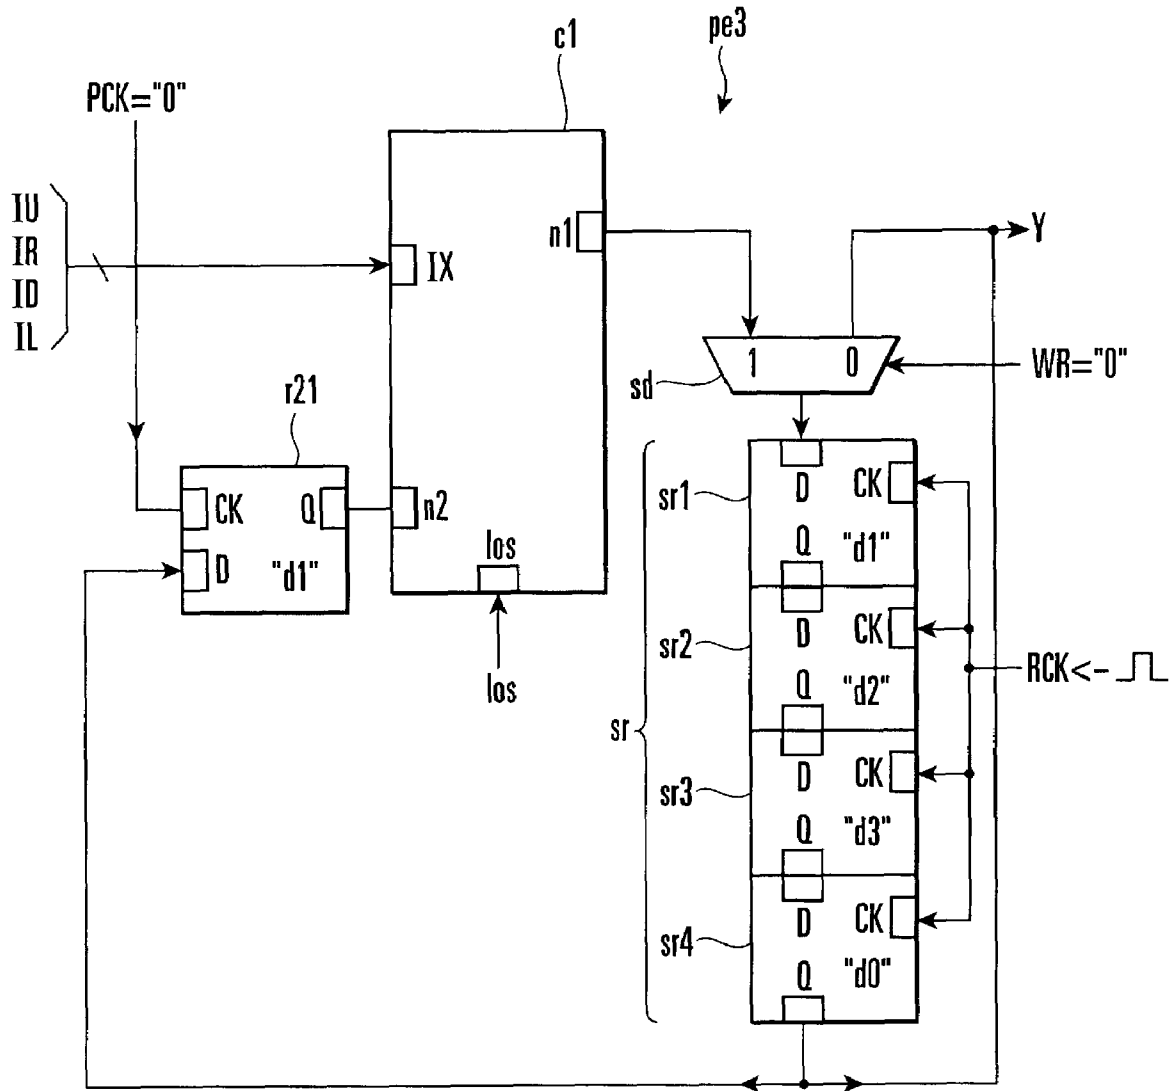 pe3
c1
PCK="0"
IU
IR
ID
IL
IX
n1
Y
1 0
WR="0"
sd
r21
CK Q
D "d1"
n2
los
los
sr
sr1
D CK
Q "d1"
sr2
D CK
Q "d2"
RCK<-
sr3
D CK
Q "d3"
sr4
D CK
Q "d0"